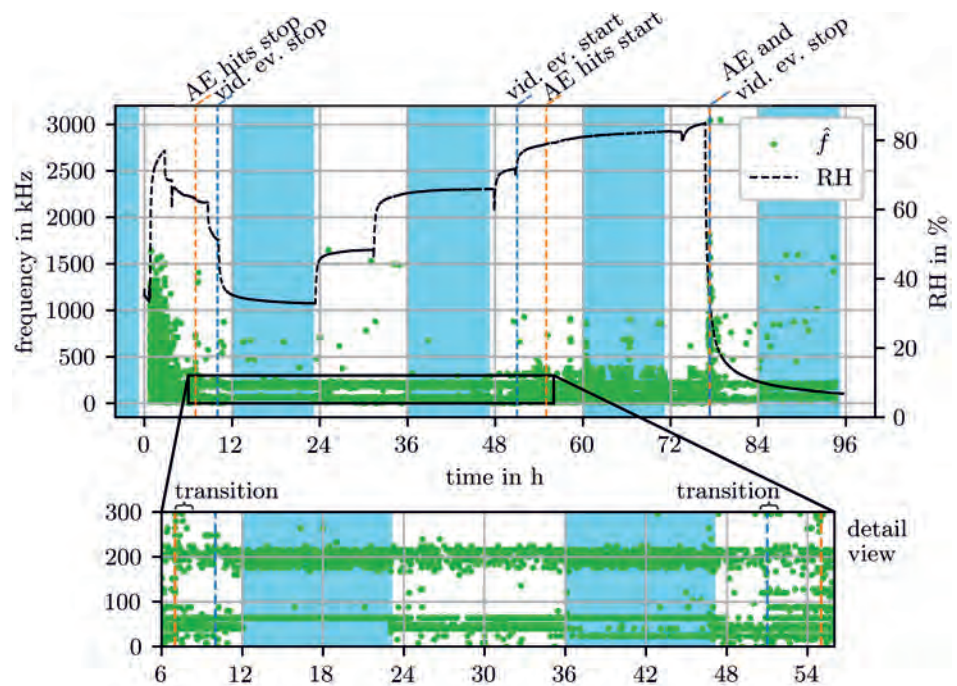 AE hits stop
vid. ev. stop
vid. ev. start
AE hits start
AE and
vid. ev. stop
frequency in kHz
3000
2500
2000
1500
1000
500
0
f̂
RH
80
60
40
20
0
RH in %
0 12 24 36 48 60 72 84 96
time in h
transition transition
300
200
100
0
detail
view
6 12 18 24 30 36 42 48 54